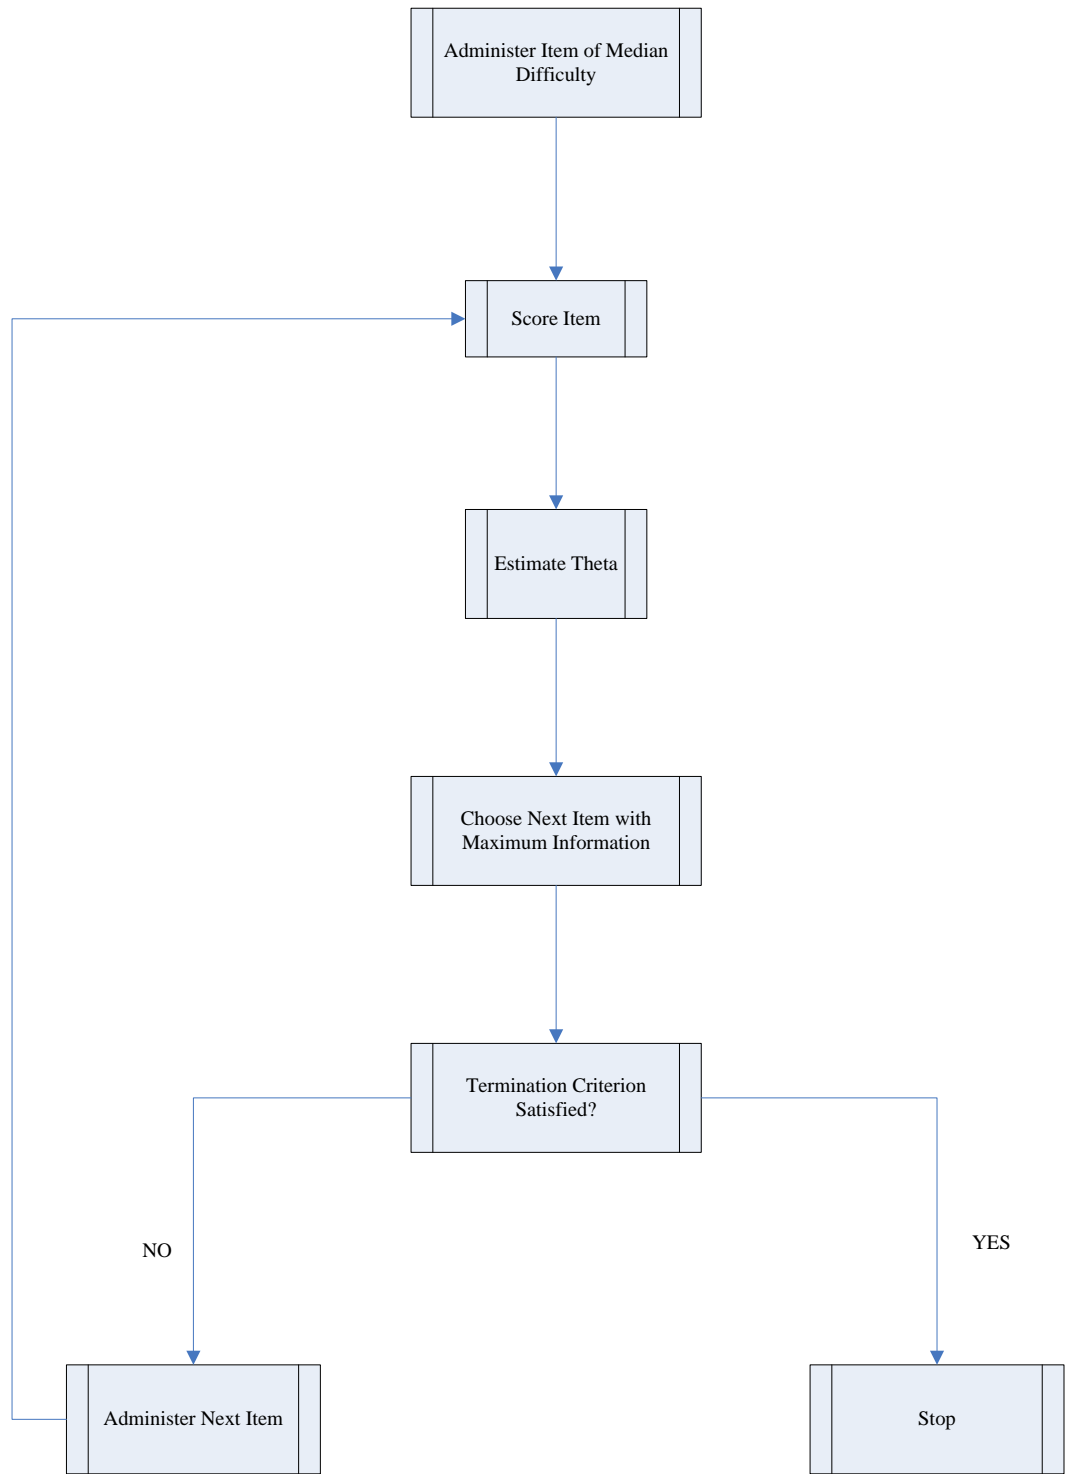 Administer Item of Median
Difficulty
Score Item
Estimate Theta
Choose Next Item with
Maximum Information
Termination Criterion
Satisfied?
NO
YES
Administer Next Item
Stop